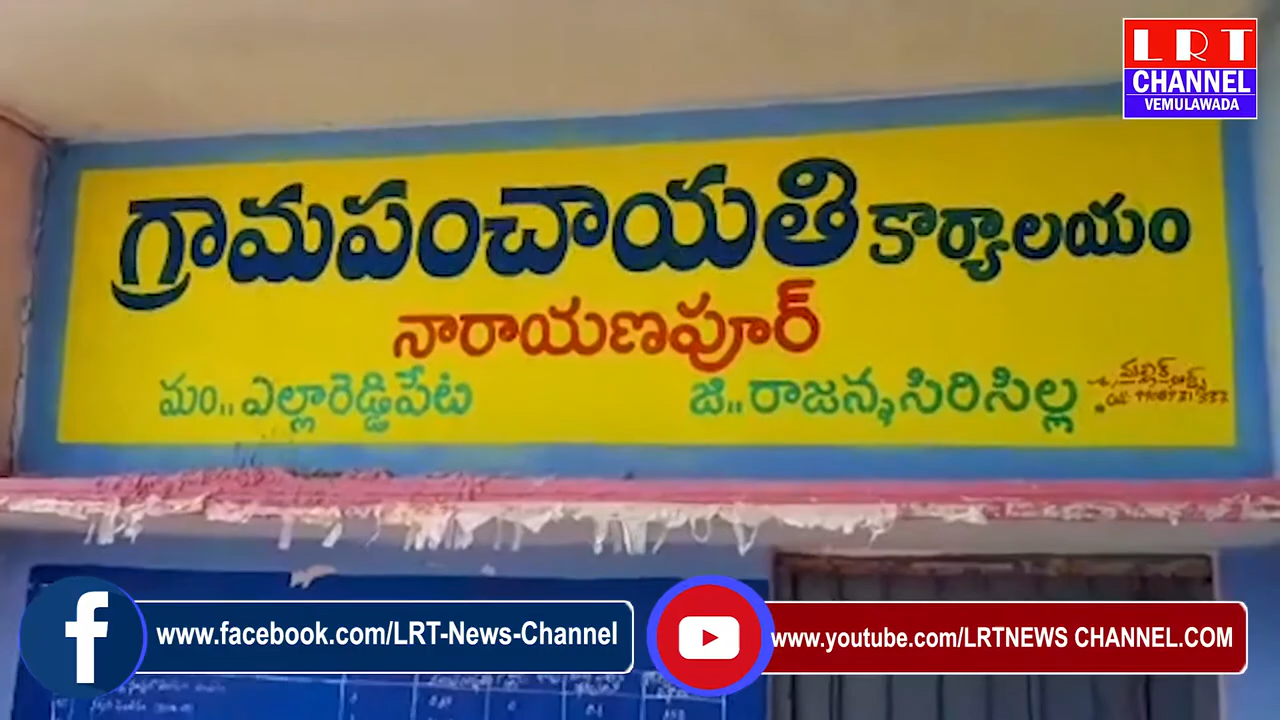 LRT
CHANNEL
VEMULAWADA
గ్రామపంచాయతి కార్యాలయం
నారాయణపూర్
మం.. ఎల్లారెడ్డిపేట జి.. రాజన్నసిరిసిల్ల
www.facebook.com/LRT-News-Channel
www.youtube.com/LRTNEWS CHANNEL.COM